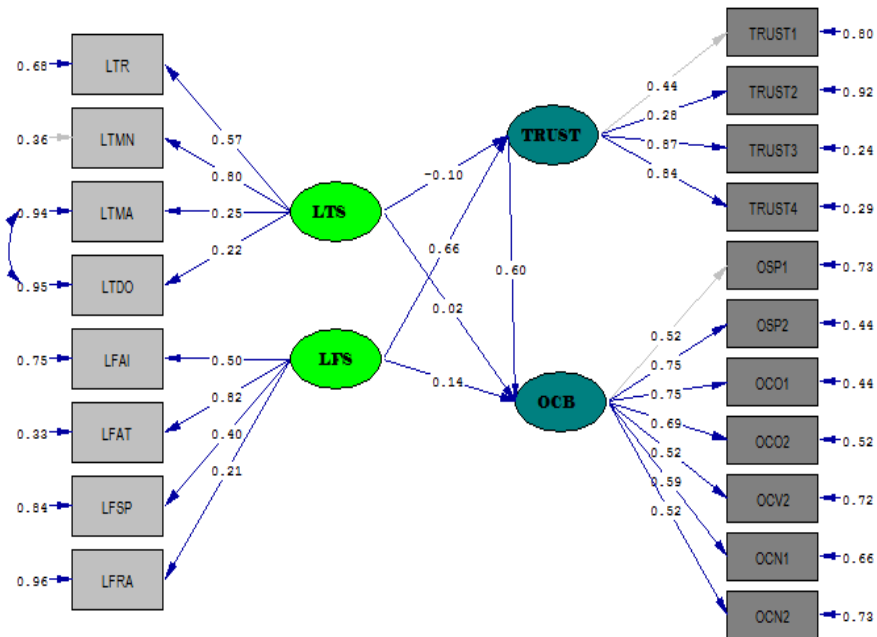 0.68 LTR
0.36 LTMN
0.94 LTMA
0.95 LTDO
0.75 LFAI
0.33 LFAT
0.84 LFSP
0.96 LFRA
0.57
0.80
0.25
0.22
0.50
0.82
0.40
0.21
LTS
LFS
-0.10
0.66
0.02
0.14
0.60
TRUST
OCB
0.44
0.28
0.87
0.84
0.52
0.75
0.75
0.69
0.52
0.59
0.52
TRUST1 0.80
TRUST2 0.92
TRUST3 0.24
TRUST4 0.29
OSP1 0.73
OSP2 0.44
OCO1 0.44
OCO2 0.52
OCV2 0.72
OCN1 0.66
OCN2 0.73